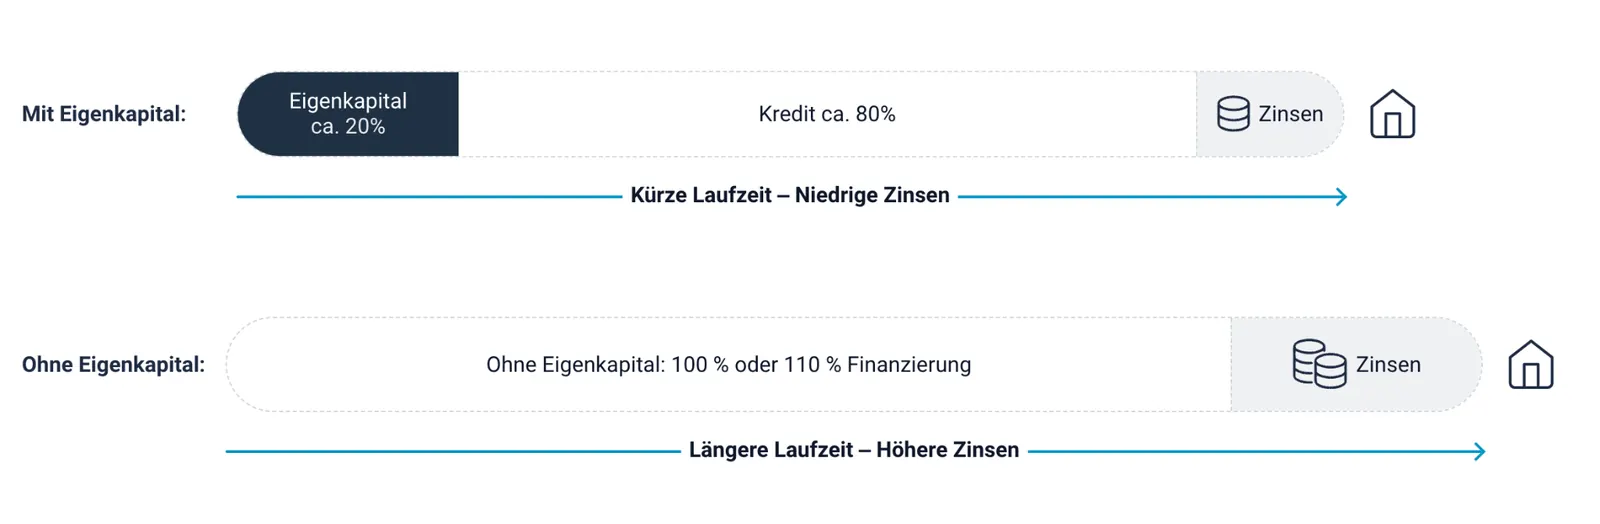 Mit Eigenkapital:
Eigenkapital
ca. 20%
Kredit ca. 80%
Zinsen
Kürze Laufzeit – Niedrige Zinsen
Ohne Eigenkapital:
Ohne Eigenkapital: 100 % oder 110 % Finanzierung
Zinsen
Längere Laufzeit – Höhere Zinsen